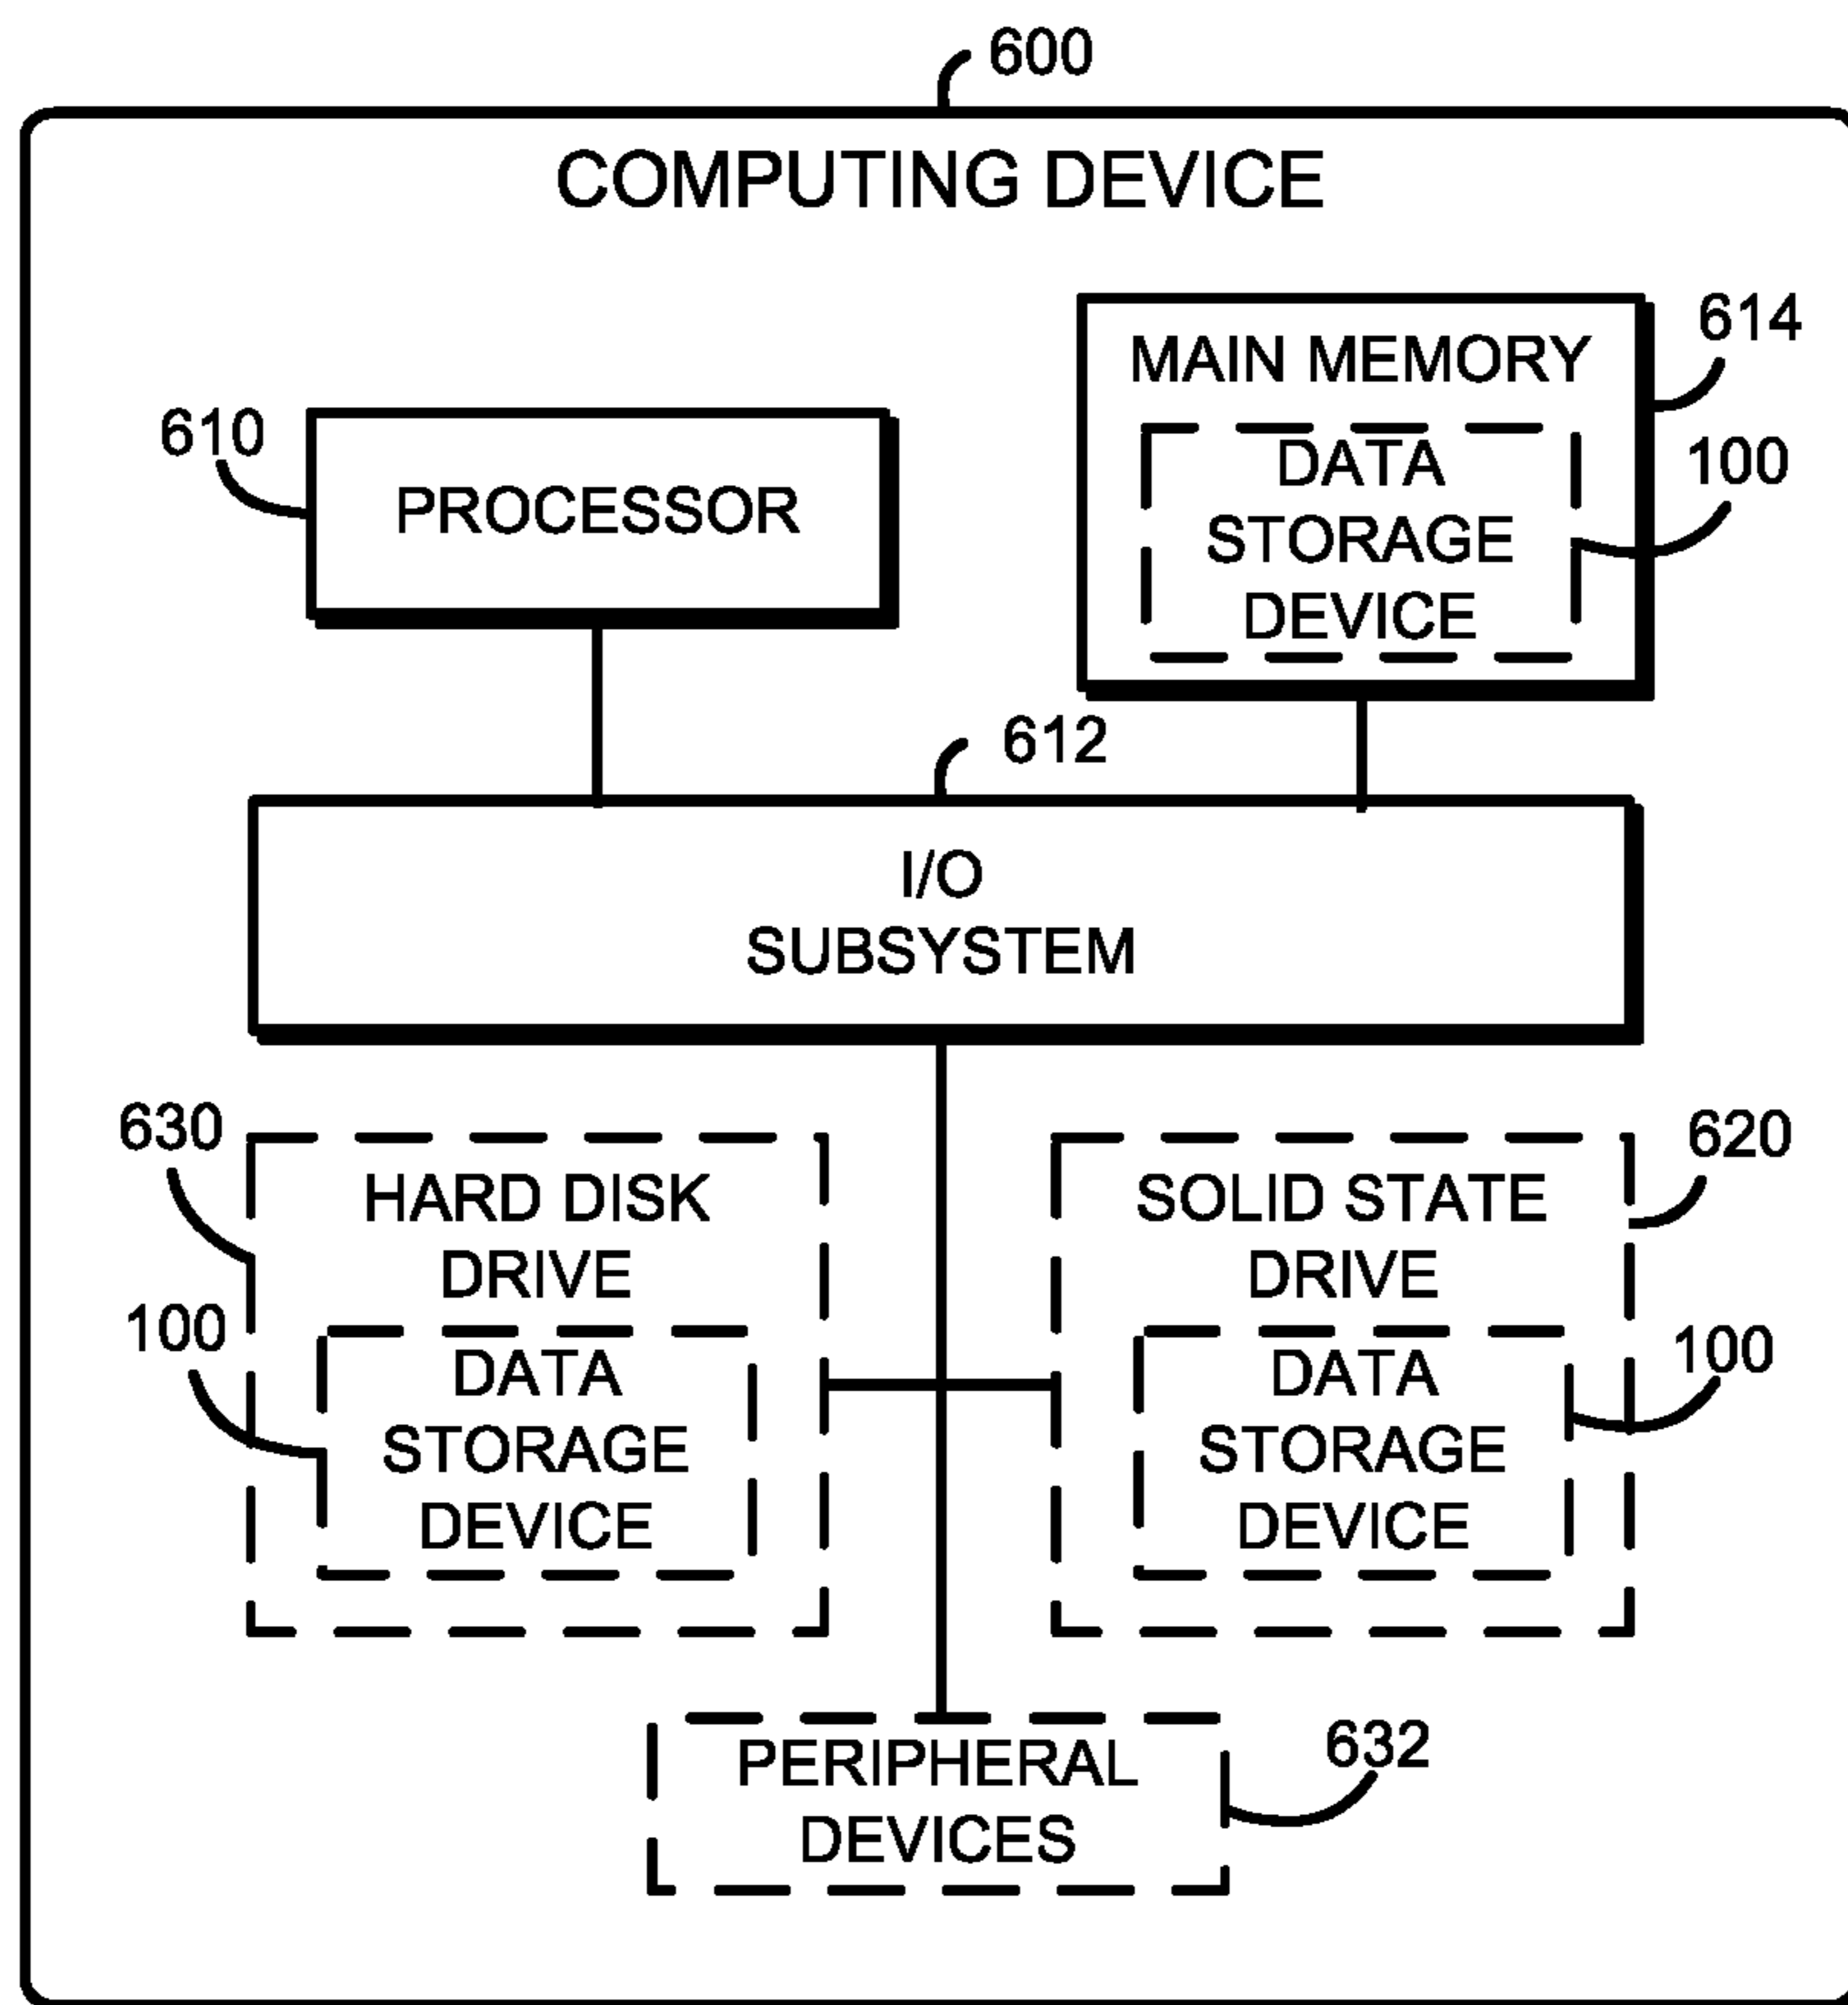 600
COMPUTING DEVICE
614
MAIN MEMORY
610
100
DATA
STORAGE
DEVICE
PROCESSOR
612
I/O
SUBSYSTEM
630
HARD DISK
DRIVE
100
DATA
STORAGE
DEVICE
620
SOLID STATE
DRIVE
100
DATA
STORAGE
DEVICE
632
PERIPHERAL
DEVICES